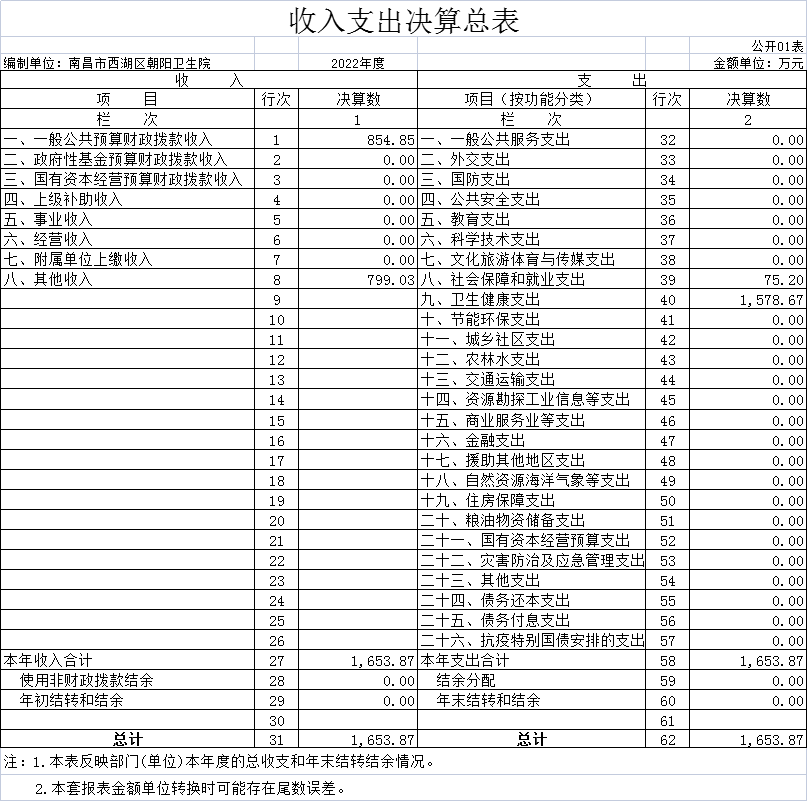 收入支出决算总表
公开01表
编制单位：南昌市西湖区朝阳卫生院 2022年度 金额单位：万元
收 入 支 出
项 目 行次 决算数 项目（按功能分类） 行次 决算数
栏 次 1 栏 次 2
一、一般公共预算财政拨款收入 1 854.85 一、一般公共服务支出 32 0.00
二、政府性基金预算财政拨款收入 2 0.00 二、外交支出 33 0.00
三、国有资本经营预算财政拨款收入 3 0.00 三、国防支出 34 0.00
四、上级补助收入 4 0.00 四、公共安全支出 35 0.00
五、事业收入 5 0.00 五、教育支出 36 0.00
六、经营收入 6 0.00 六、科学技术支出 37 0.00
七、附属单位上缴收入 7 0.00 七、文化旅游体育与传媒支出 38 0.00
八、其他收入 8 799.03 八、社会保障和就业支出 39 75.20
9 九、卫生健康支出 40 1,578.67
10 十、节能环保支出 41 0.00
11 十一、城乡社区支出 42 0.00
12 十二、农林水支出 43 0.00
13 十三、交通运输支出 44 0.00
14 十四、资源勘探工业信息等支出 45 0.00
15 十五、商业服务业等支出 46 0.00
16 十六、金融支出 47 0.00
17 十七、援助其他地区支出 48 0.00
18 十八、自然资源海洋气象等支出 49 0.00
19 十九、住房保障支出 50 0.00
20 二十、粮油物资储备支出 51 0.00
21 二十一、国有资本经营预算支出 52 0.00
22 二十二、灾害防治及应急管理支出 53 0.00
23 二十三、其他支出 54 0.00
24 二十四、债务还本支出 55 0.00
25 二十五、债务付息支出 56 0.00
26 二十六、抗疫特别国债安排的支出 57 0.00
本年收入合计 27 1,653.87 本年支出合计 58 1,653.87
使用非财政拨款结余 28 0.00 结余分配 59 0.00
年初结转和结余 29 0.00 年末结转和结余 60 0.00
30 61
总计 31 1,653.87 总计 62 1,653.87
注：1.本表反映部门(单位)本年度的总收支和年末结转结余情况。
2.本套报表金额单位转换时可能存在尾数误差。